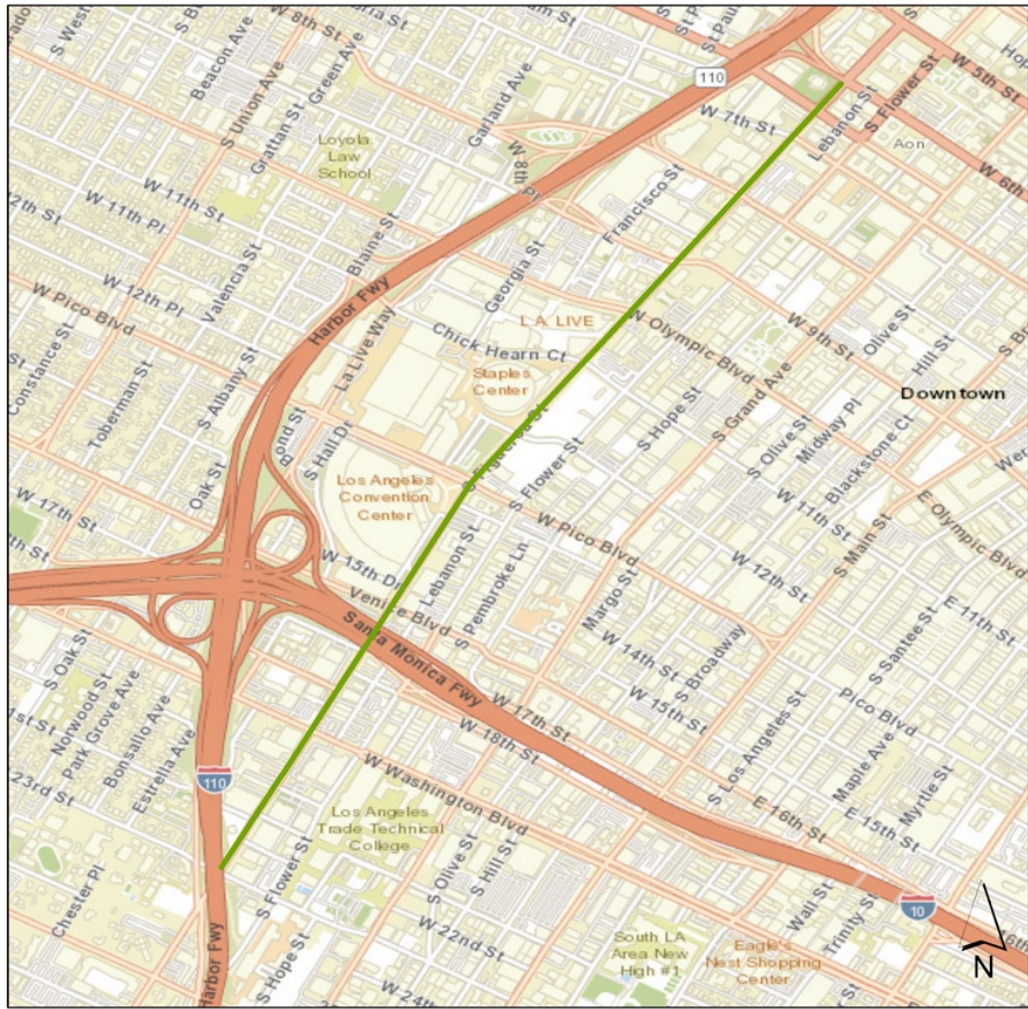 W 8th St
S Union Ave
Beacon Ave
Green Ave
Grattan St
Garland Ave
110
W 5th St
S Flower St
Lebanon St
Aon
W 7th St
W 6th
Loyola
Law
School
W 8th Pl
W 11th St
W 11th Pl
Francisco St
Blaine St
Valencia St
W 12th Pl
Georgia St
W Pico Blvd
Harbor Fwy
La Live Way
L.A. LIVE
W Olympic Blvd
W 9th St
Olive St
Hill St
Chick Hearn Ct
Staples
Center
Constance St
S Albany St
Toberman St
S Hope St
S Grand Ave
Downtown
Bond St
S Hall Dr
S Figueroa St
S Flower St
S Olive St
Midway Pl
Blackstone Ct
Oak St
Los Angeles
Convention
Center
W 17th St
W Pico Blvd
W 11th St
S Main St
E Olympic Blvd
W 15th Dr
Lebanon St
S Pembroke Ln
W 12th St
Venice Blvd
Margo St
E 11th St
Santa Monica Fwy
W 14th St
S Broadway
S Santee St
S Oak St
Norwood St
Park Grove Ave
Bonsallo Ave
Estrella Ave
W 17th St
W 18th St
W 15th St
Pico Blvd
23rd St
110
W Washington Blvd
S Los Angeles St
Maple Ave
Myrtle St
E 16th St
E 15th St
Los Angeles
Trade Technical
College
S Flower St
S Olive St
S Hill St
Chester Pl
Wall St
Trinity St
10
W 22nd St
South LA
Area New
High #1
Eagle's
Nest Shopping
Center
Harbor Fwy
S Hope St
W 24th
N